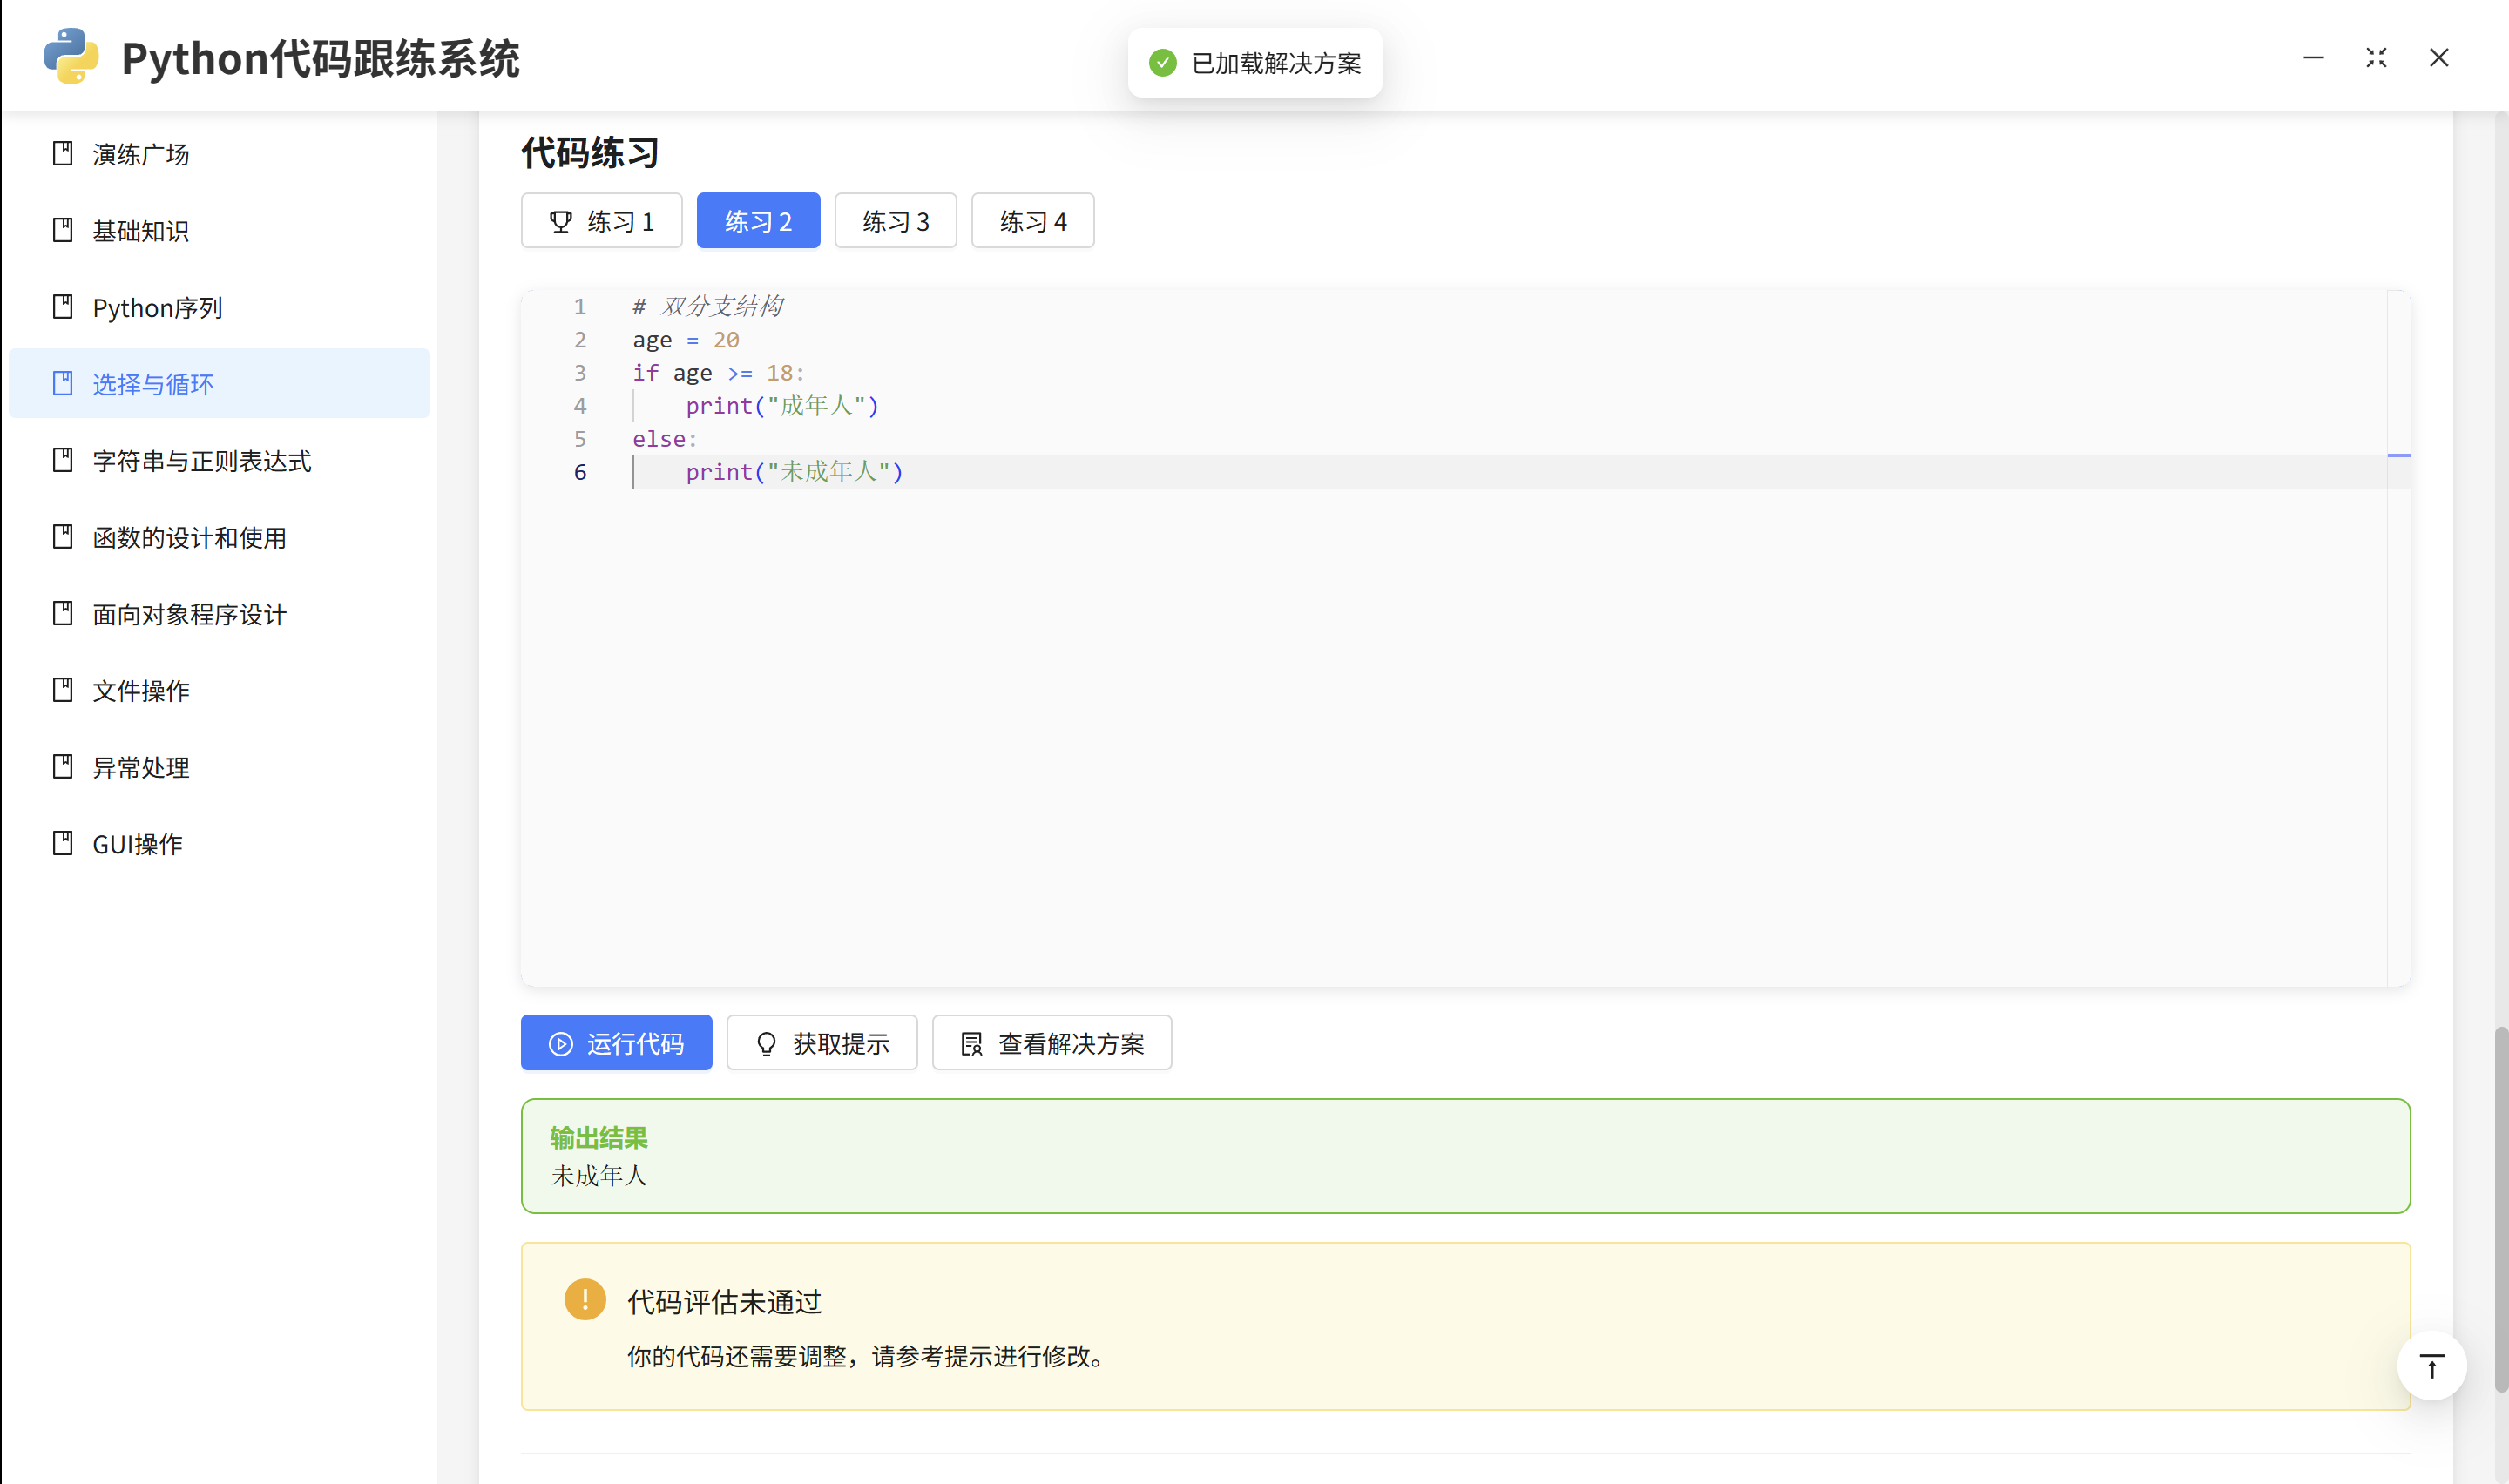 Python代码跟练系统
已加载解决方案
演练广场
基础知识
Python序列
选择与循环
字符串与正则表达式
函数的设计和使用
面向对象程序设计
文件操作
异常处理
GUI操作
代码练习
练习 1
练习 2
练习 3
练习 4
1 # 双分支结构
2 age = 20
3 if age >= 18:
4     print("成年人")
5 else:
6     print("未成年人")
运行代码
获取提示
查看解决方案
输出结果
未成年人
代码评估未通过
你的代码还需要调整，请参考提示进行修改。